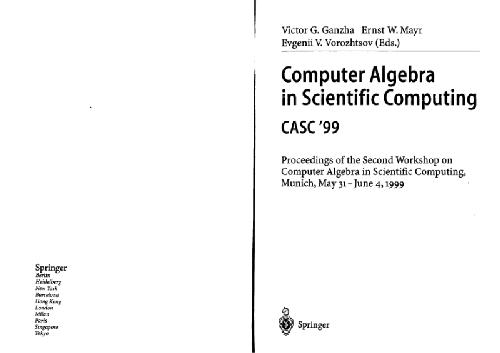 Springer
Berlin
Heidelberg
New York
Barcelona
Hong Kong
London
Milan
Paris
Singapore
Tokyo
Victor G. Ganzha Ernst W. Mayr
Evgenii V. Vorozhtsov (Eds.)
Computer Algebra
in Scientific Computing
CASC '99
Proceedings of the Second Workshop on
Computer Algebra in Scientific Computing,
Munich, May 31 – June 4, 1999
Springer